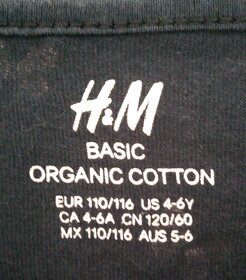 H&M
BASIC
ORGANIC COTTON
EUR 110/116 US 4-6Y
CA 4-6A CN 120/60
MX 110/116 AUS 5-6